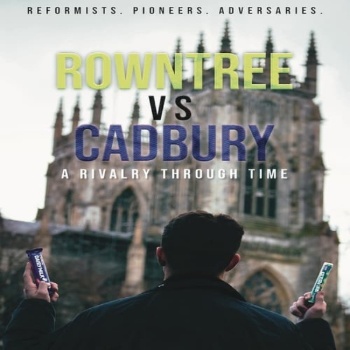 REFORMISTS. PIONEERS. ADVERSARIES.
ROWNTREE
VS
CADBURY
A RIVALRY THROUGH TIME